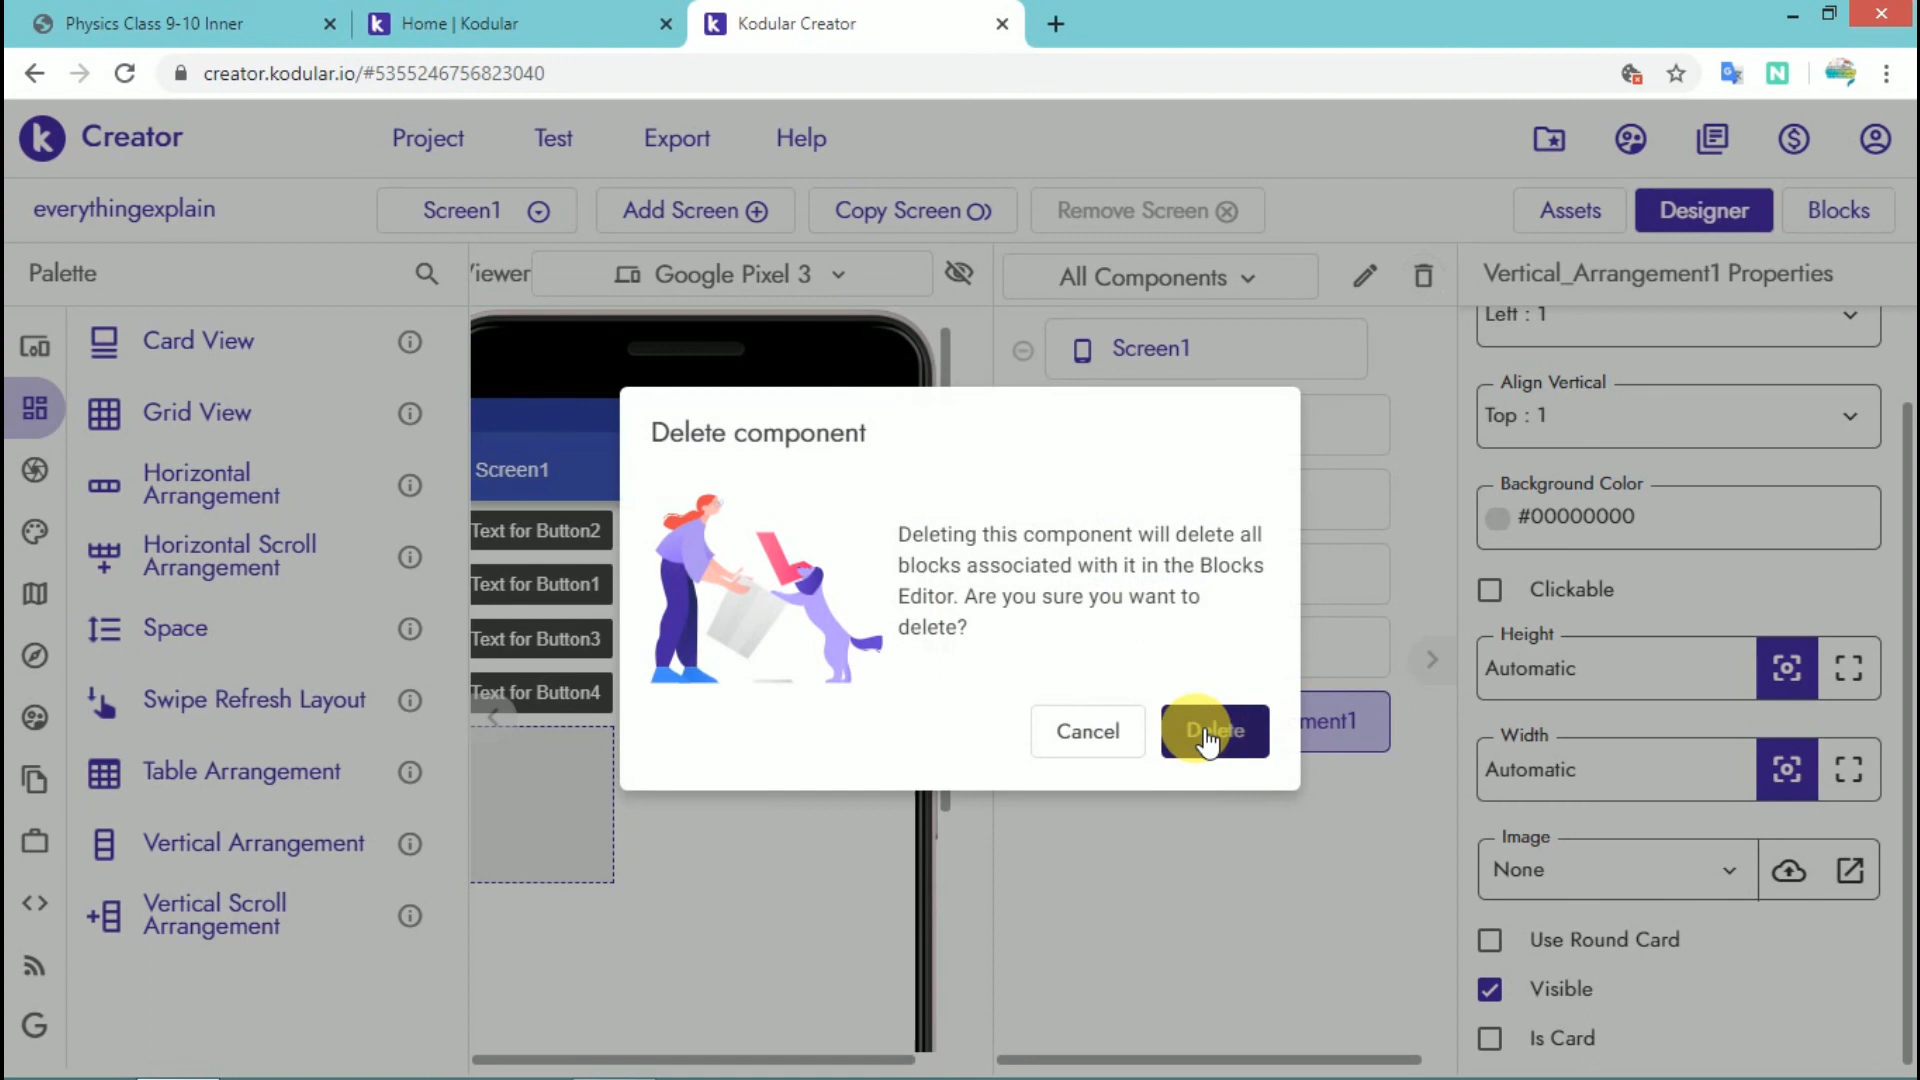 Physics Class 9-10 Inner
Home | Kodular
Kodular Creator
creator.kodular.io/#5355246756823040
Creator
Project
Test
Export
Help
everythingexplain
Screen1
Add Screen
Copy Screen
Remove Screen
Assets
Designer
Blocks
Palette
Viewer
Google Pixel 3
All Components
Vertical_Arrangement1 Properties
Card View
Grid View
Horizontal
Arrangement
Horizontal Scroll
Arrangement
Space
Swipe Refresh Layout
Table Arrangement
Vertical Arrangement
Vertical Scroll
Arrangement
Screen1
Text for Button2
Text for Button1
Text for Button3
Text for Button4
Screen1
ment1
Delete component
Deleting this component will delete all
blocks associated with it in the Blocks
Editor. Are you sure you want to
delete?
Cancel
Delete
Left : 1
Align Vertical
Top : 1
Background Color
#00000000
Clickable
Height
Automatic
Width
Automatic
Image
None
Use Round Card
Visible
Is Card